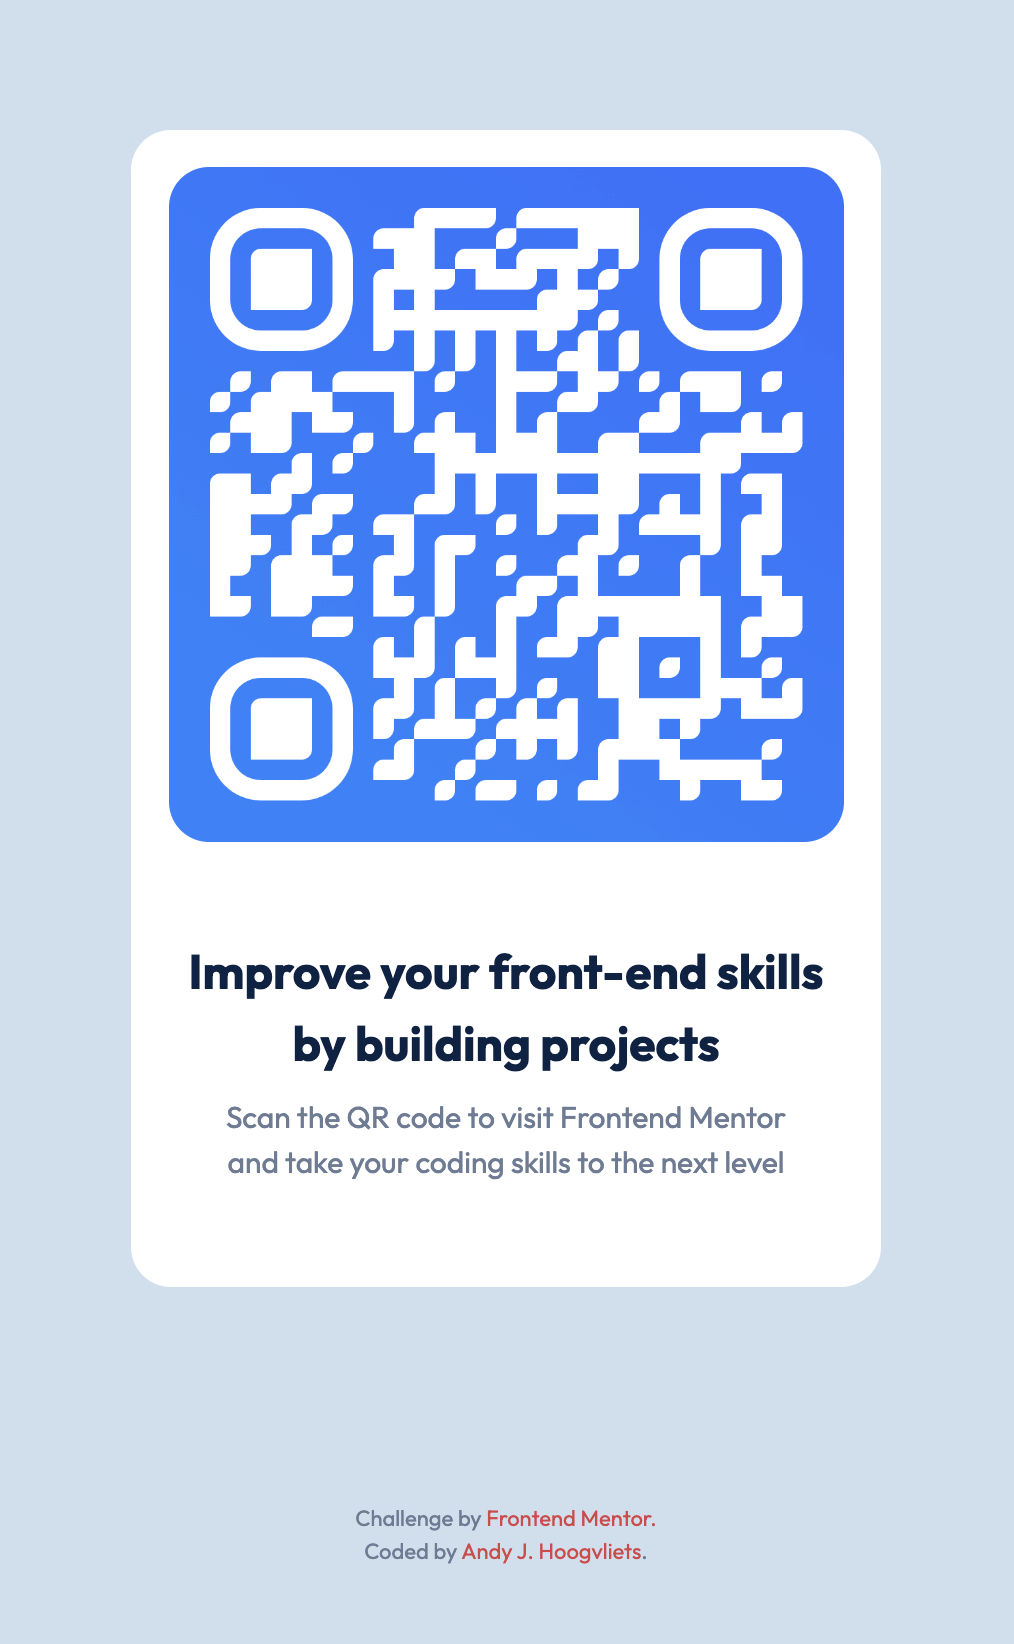 Improve your front-end skills
by building projects
Scan the QR code to visit Frontend Mentor
and take your coding skills to the next level
Challenge by Frontend Mentor.
Coded by Andy J. Hoogvliets.